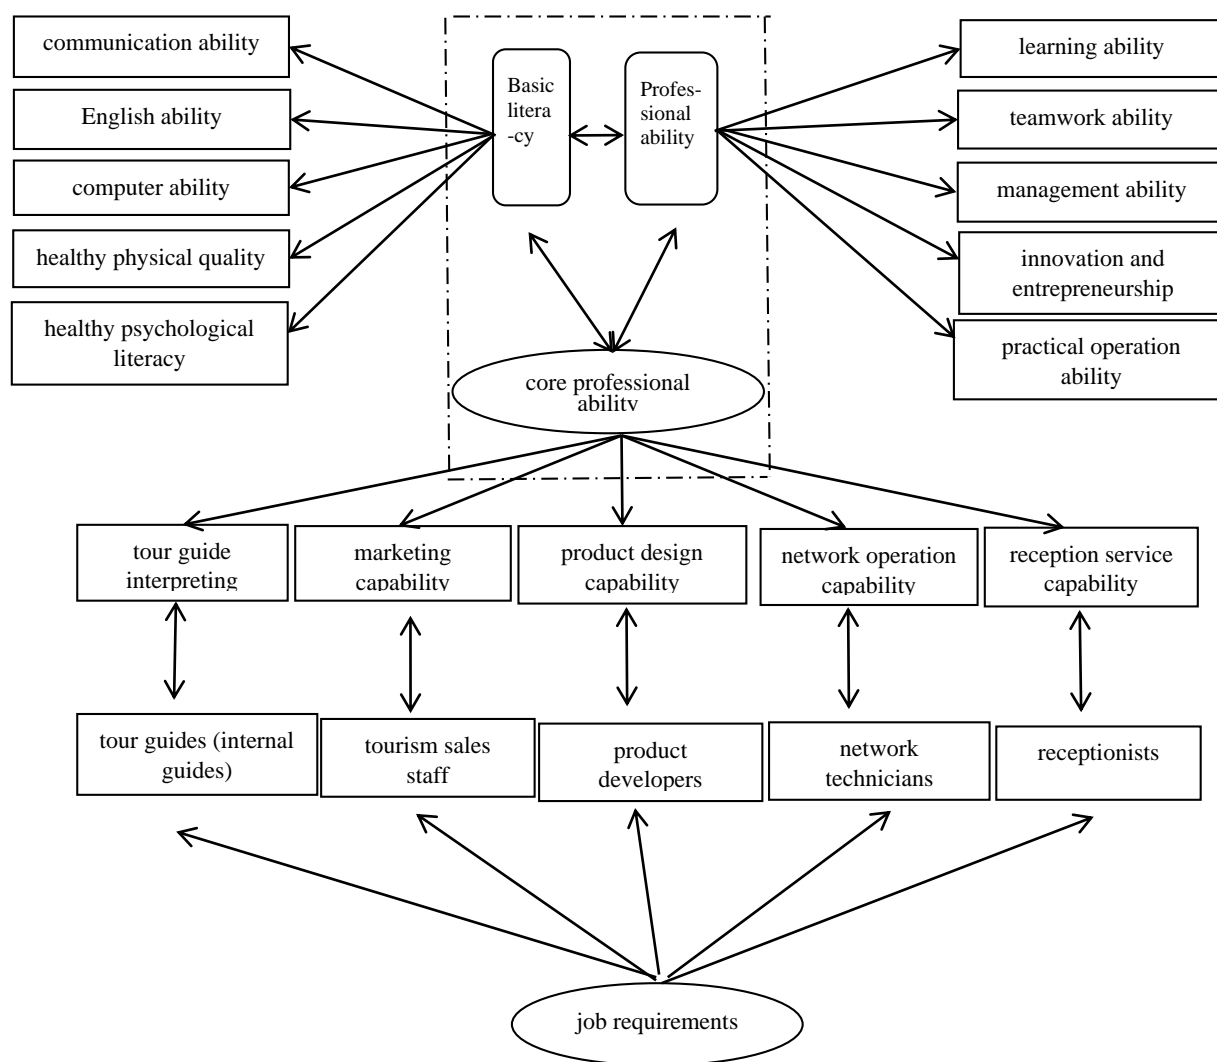 communication ability
English ability
computer ability
healthy physical quality
healthy psychological
literacy
Basic
litera
-cy
Profes-
sional
ability
learning ability
teamwork ability
management ability
innovation and
entrepreneurship
practical operation
ability
core professional
ability
tour guide
interpreting
marketing
capability
product design
capability
network operation
capability
reception service
capability
tour guides (internal
guides)
tourism sales
staff
product
developers
network
technicians
receptionists
job requirements